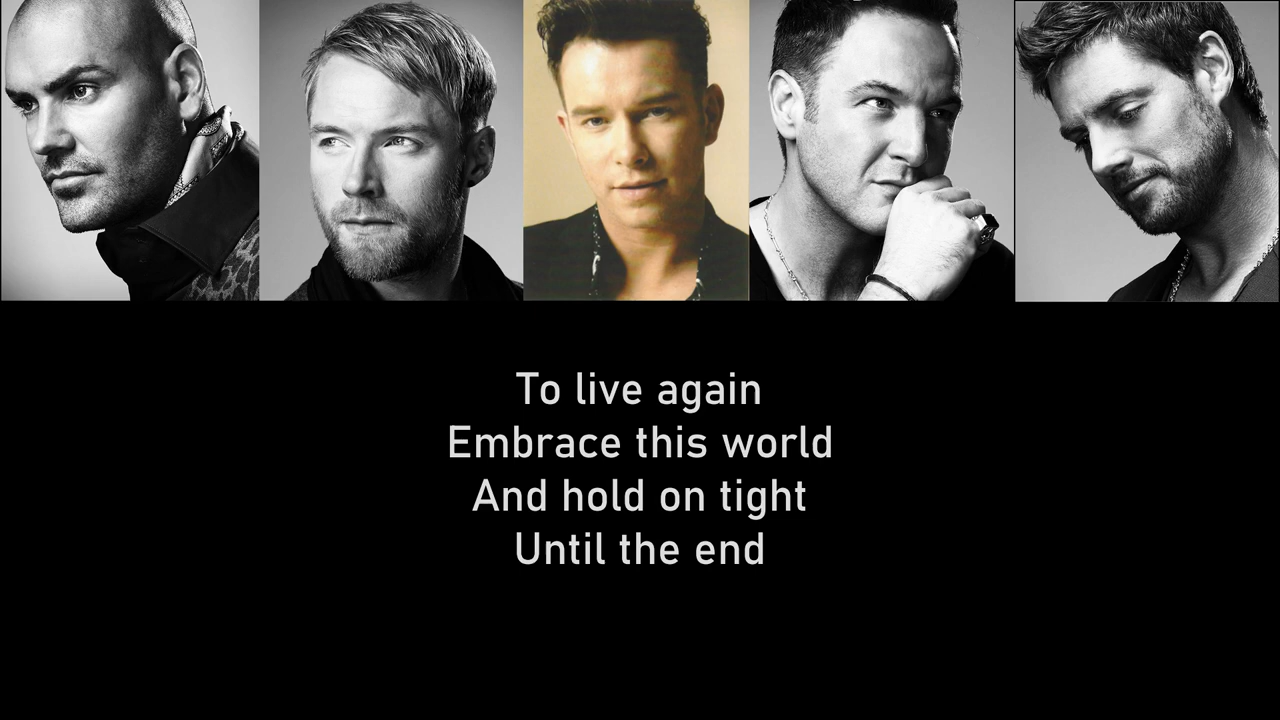 To live again
Embrace this world
And hold on tight
Until the end